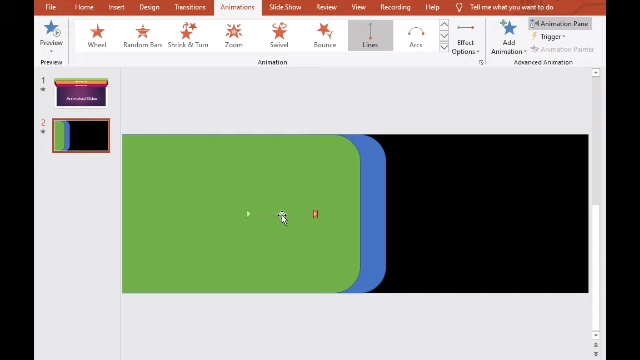 File Home Insert Design Transitions Animations Slide Show Review View Recording Help Tell me what you want to do
Preview
Wheel Random Bars Shrink & Turn Zoom Swivel Bounce Lines Arcs
Effect Options
Add Animation
Animation Pane
Trigger
Animation Painter
Preview Animation Advanced Animation
1
2